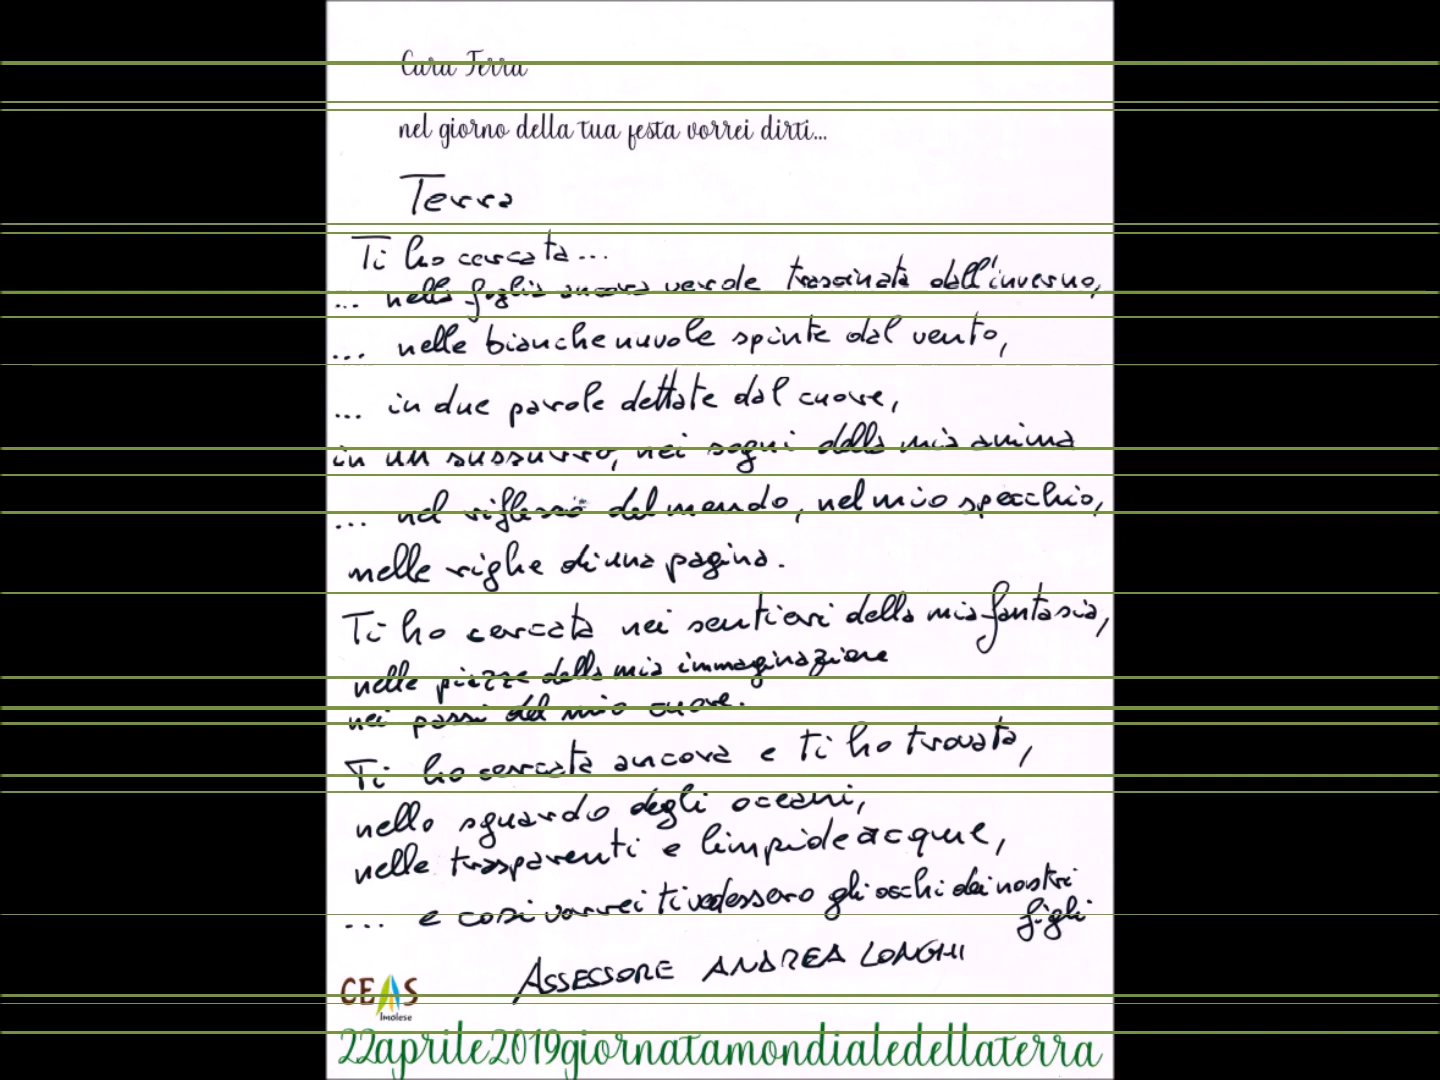 Cara Terra
nel giorno della tua festa vorrei dirti...
Terra
Ti ho cercata...
... nella foglia ancora verde trascinata dall'inverno,
... nelle bianche nuvole spinte dal vento,
... in due parole dettate dal cuore,
in un sussurro, nei sogni della mia anima
... nel riflesso del mondo, nel mio specchio,
nelle righe di una pagina.
Ti ho cercata nei sentieri della mia fantasia,
nelle piazze della mia immaginazione
nei passi del mio cuore.
Ti ho cercata ancora e ti ho trovata,
nello sguardo degli oceani,
nelle trasparenti e limpide acque,
... e così vorrei ti vedessero gli occhi dei nostri
figli
ASSESSORE ANDREA LONGHI
CEAS
Imolese
22aprile2019giornatamondialedellaterra